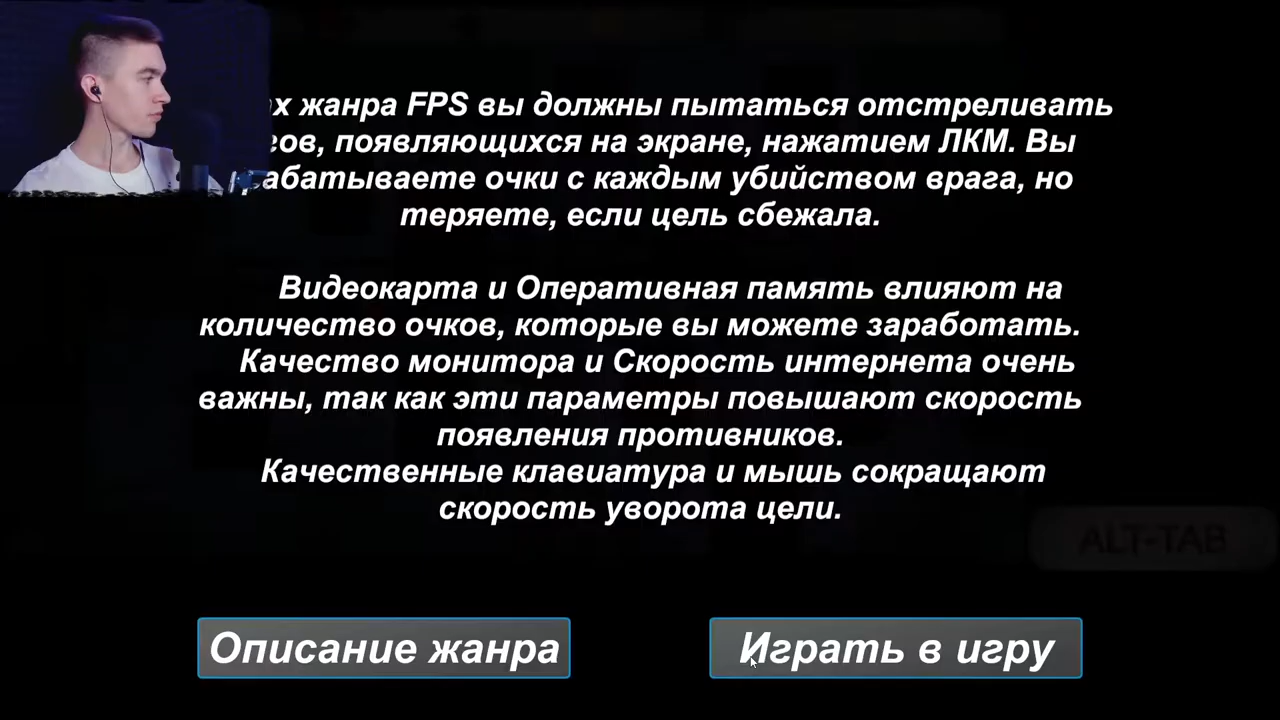 жанра FPS вы должны пытаться отстреливать
появляющихся на экране, нажатием ЛКМ. Вы
очки с каждым убийством врага, но
теряете, если цель сбежала.
Видеокарта и Оперативная память влияют на
количество очков, которые вы можете заработать.
Качество монитора и Скорость интернета очень
важны, так как эти параметры повышают скорость
появления противников.
Качественные клавиатура и мышь сокращают
скорость уворота цели.
ALT-TAB
Описание жанра
Играть в игру